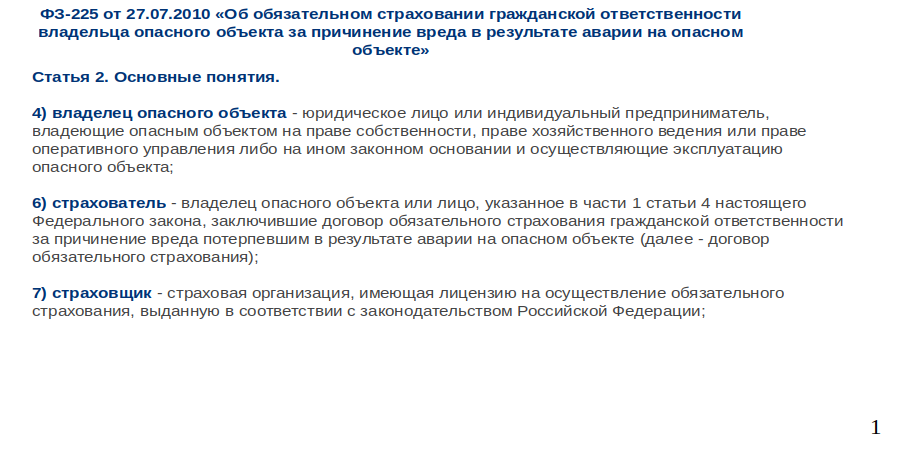 ФЗ-225 от 27.07.2010 «Об обязательном страховании гражданской ответственности
владельца опасного объекта за причинение вреда в результате аварии на опасном
объекте»
Статья 2. Основные понятия.
4) владелец опасного объекта - юридическое лицо или индивидуальный предприниматель,
владеющие опасным объектом на праве собственности, праве хозяйственного ведения или праве
оперативного управления либо на ином законном основании и осуществляющие эксплуатацию
опасного объекта;
6) страхователь - владелец опасного объекта или лицо, указанное в части 1 статьи 4 настоящего
Федерального закона, заключившие договор обязательного страхования гражданской ответственности
за причинение вреда потерпевшим в результате аварии на опасном объекте (далее - договор
обязательного страхования);
7) страховщик - страховая организация, имеющая лицензию на осуществление обязательного
страхования, выданную в соответствии с законодательством Российской Федерации;
1